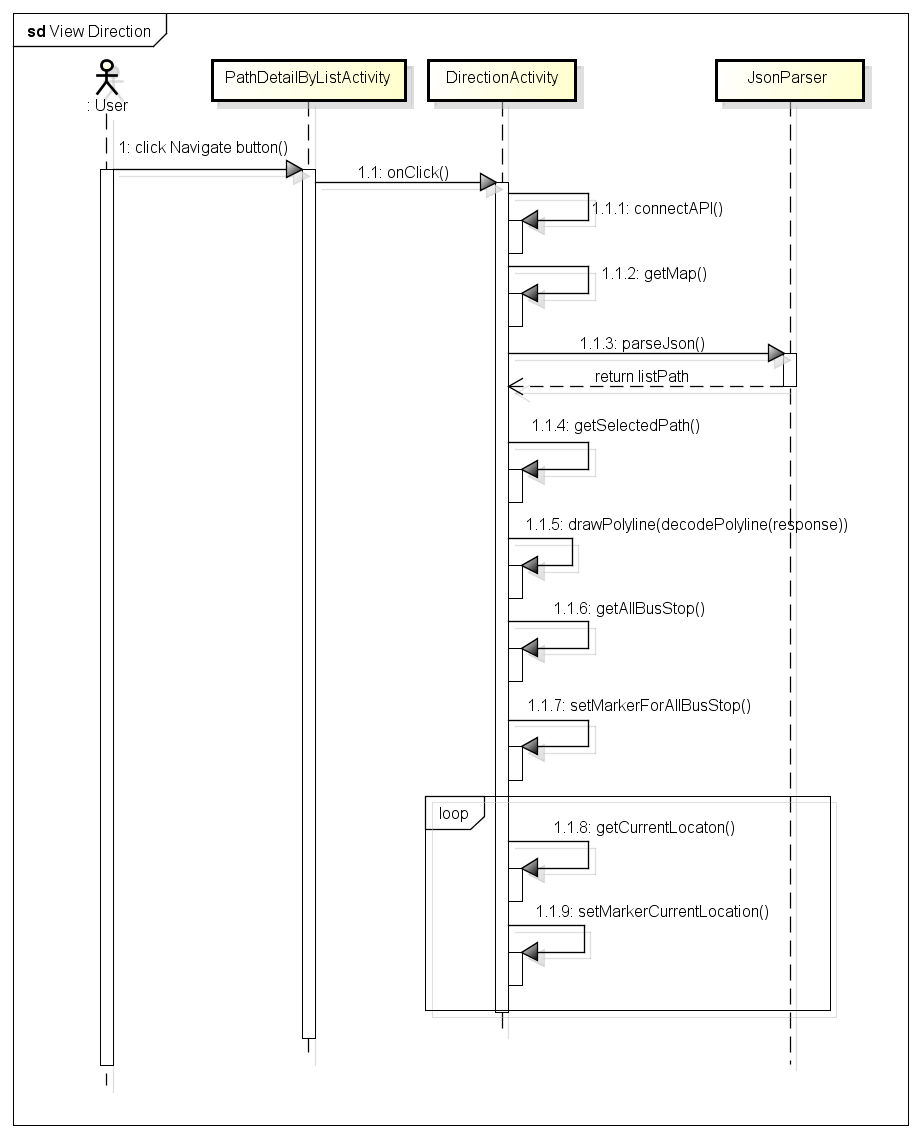 sd View Direction
: User
PathDetailByListActivity
DirectionActivity
JsonParser
1: click Navigate button()
1.1: onClick()
1.1.1: connectAPI()
1.1.2: getMap()
1.1.3: parseJson()
return listPath
1.1.4: getSelectedPath()
1.1.5: drawPolyline(decodePolyline(response))
1.1.6: getAllBusStop()
1.1.7: setMarkerForAllBusStop()
loop
1.1.8: getCurrentLocaton()
1.1.9: setMarkerCurrentLocation()